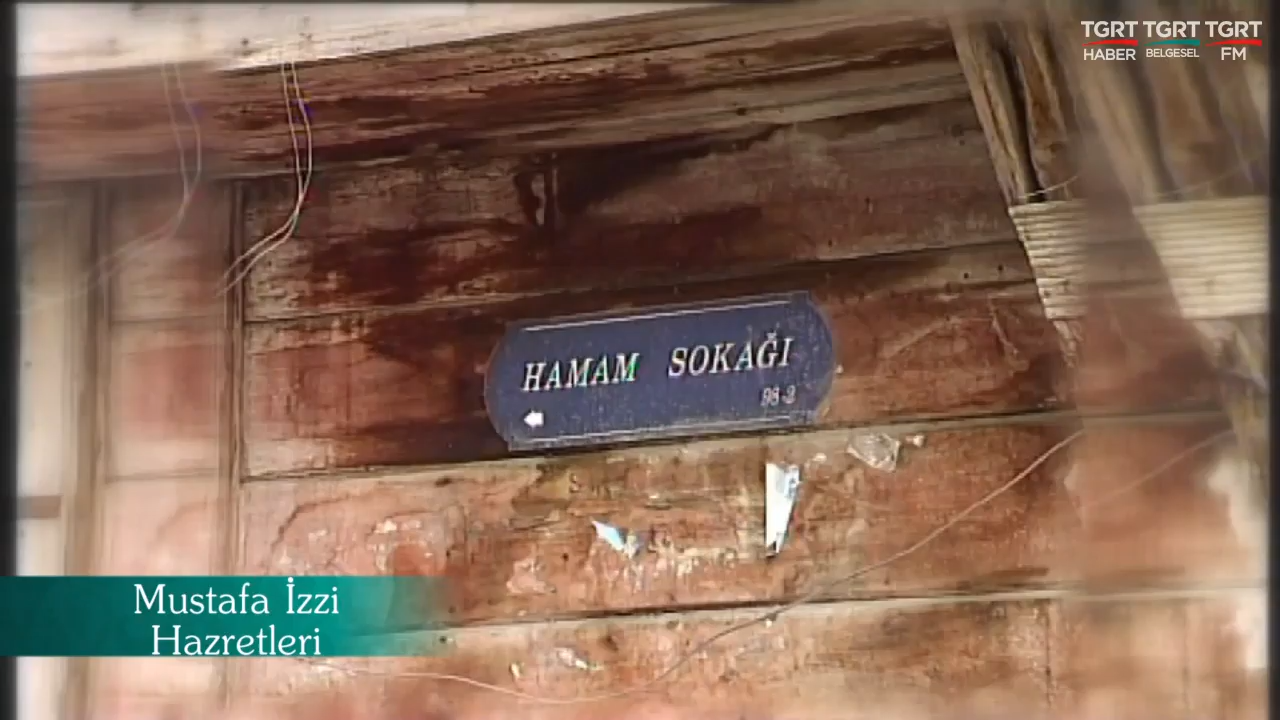 TGRT TGRT TGRT
HABER BELGESEL FM
HAMAM SOKAĞI
98-2
Mustafa İzzi
Hazretleri